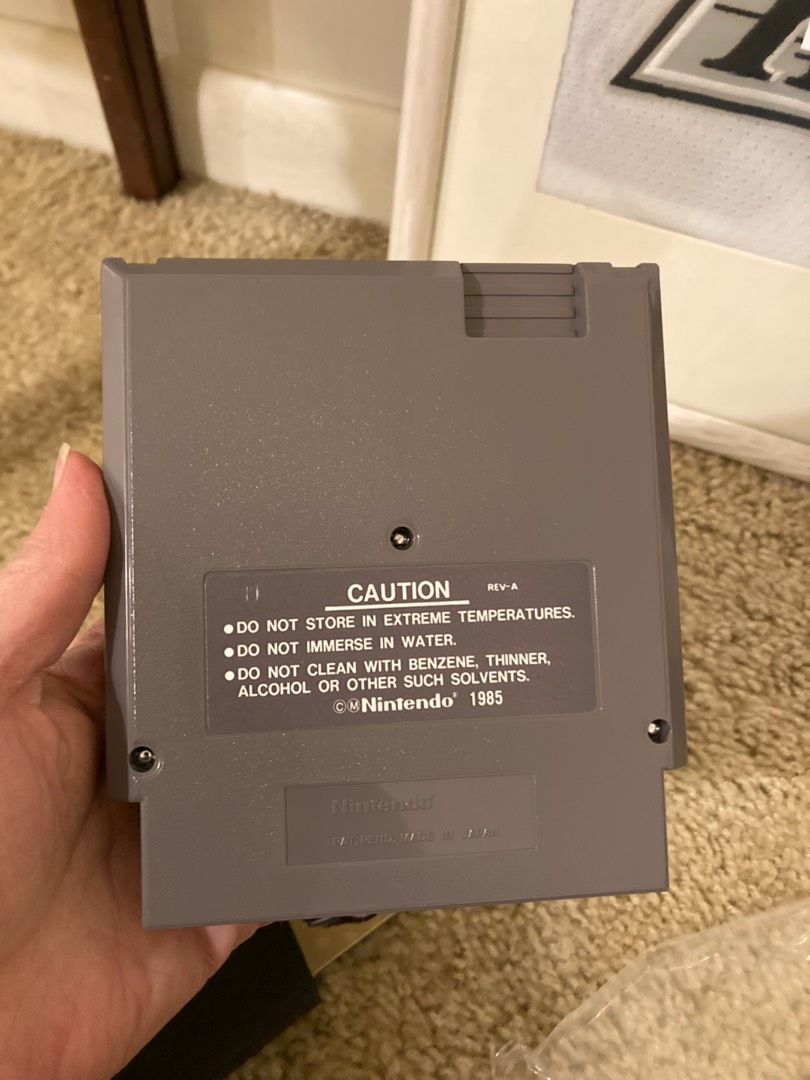 CAUTION REV-A
●DO NOT STORE IN EXTREME TEMPERATURES.
●DO NOT IMMERSE IN WATER.
●DO NOT CLEAN WITH BENZENE, THINNER,
ALCOHOL OR OTHER SUCH SOLVENTS.
ⒸⓂNintendo® 1985
Nintendo®
PAT. PEND. MADE IN JAPAN